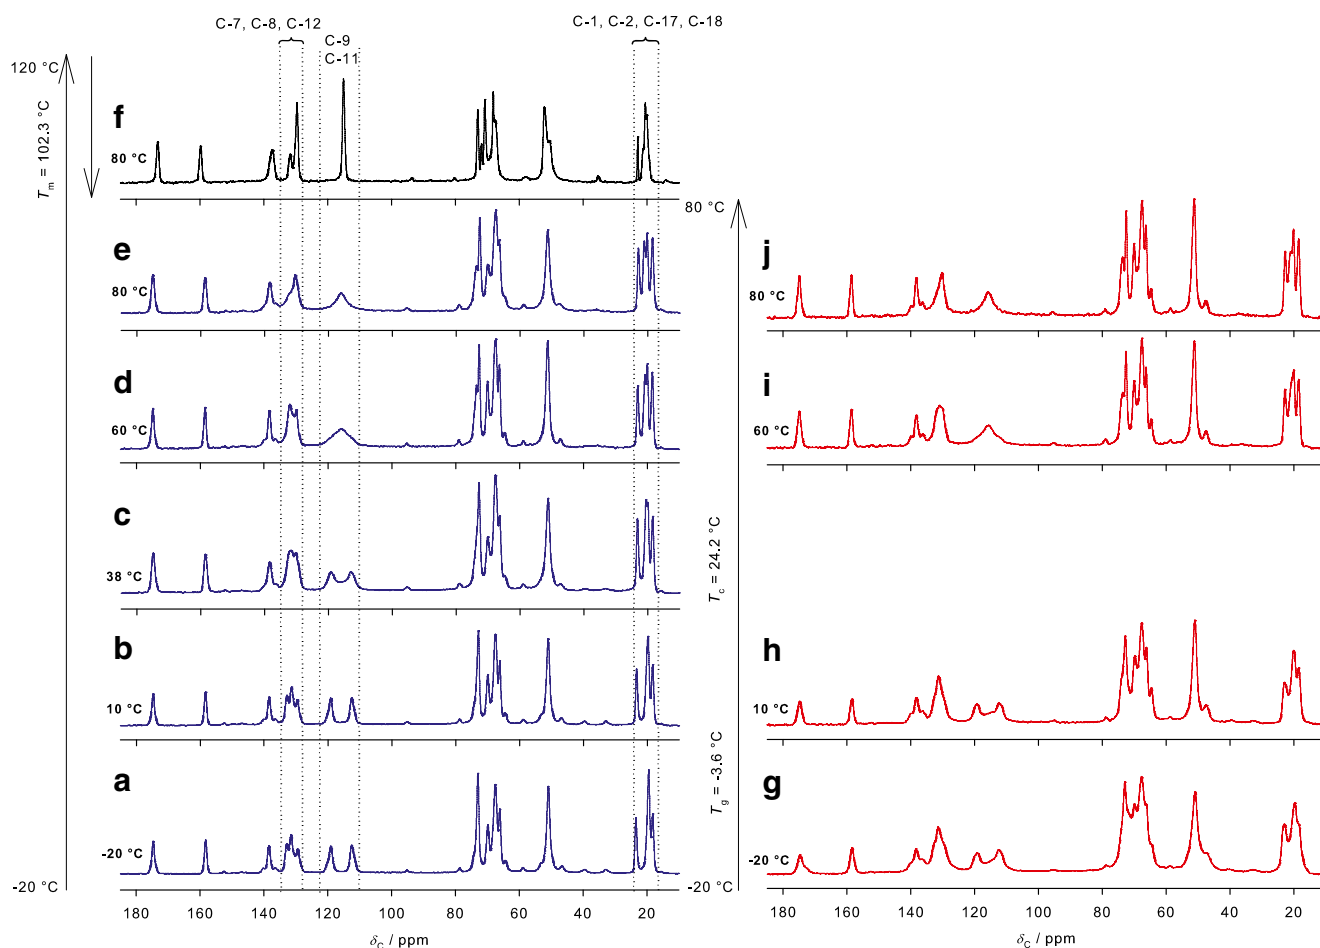 C-7, C-8, C-12
C-9
C-11
C-1, C-2, C-17, C-18
120 °C
T_m = 102.3 °C
-20 °C
f
80 °C
e
80 °C
d
60 °C
c
38 °C
b
10 °C
a
-20 °C
180 160 140 120 100 80 60 40 20
δ_C / ppm
80 °C
T_c = 24.2 °C
T_g = -3.6 °C
-20 °C
j
80 °C
i
60 °C
h
10 °C
g
-20 °C
180 160 140 120 100 80 60 40 20
δ_C / ppm